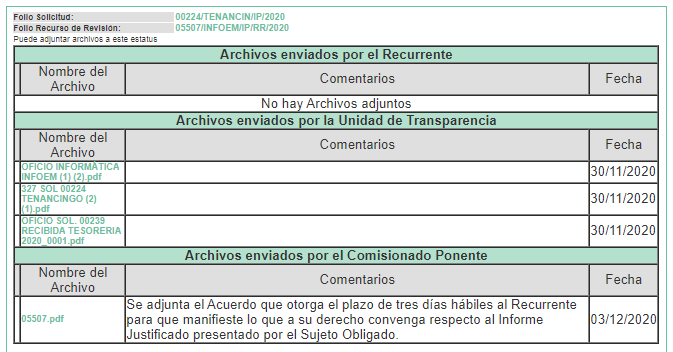 Folio Solicitud: 00224/TENANCIN/IP/2020
Folio Recurso de Revisión: 05507/INFOEM/IP/RR/2020
Puede adjuntar archivos a este estatus
Archivos enviados por el Recurrente
Nombre del
Archivo
Comentarios
Fecha
No hay Archivos adjuntos
Archivos enviados por la Unidad de Transparencia
Nombre del
Archivo
Comentarios
Fecha
OFICIO INFORMÁTICA
INFOEM (1) (2).pdf
30/11/2020
327 SOL 00224
TENANCINGO (2)
(1).pdf
30/11/2020
OFICIO SOL. 00239
RECIBIDA TESORERIA
2020_0001.pdf
30/11/2020
Archivos enviados por el Comisionado Ponente
Nombre del
Archivo
Comentarios
Fecha
05507.pdf
Se adjunta el Acuerdo que otorga el plazo de tres días hábiles al Recurrente
para que manifieste lo que a su derecho convenga respecto al Informe
Justificado presentado por el Sujeto Obligado.
03/12/2020